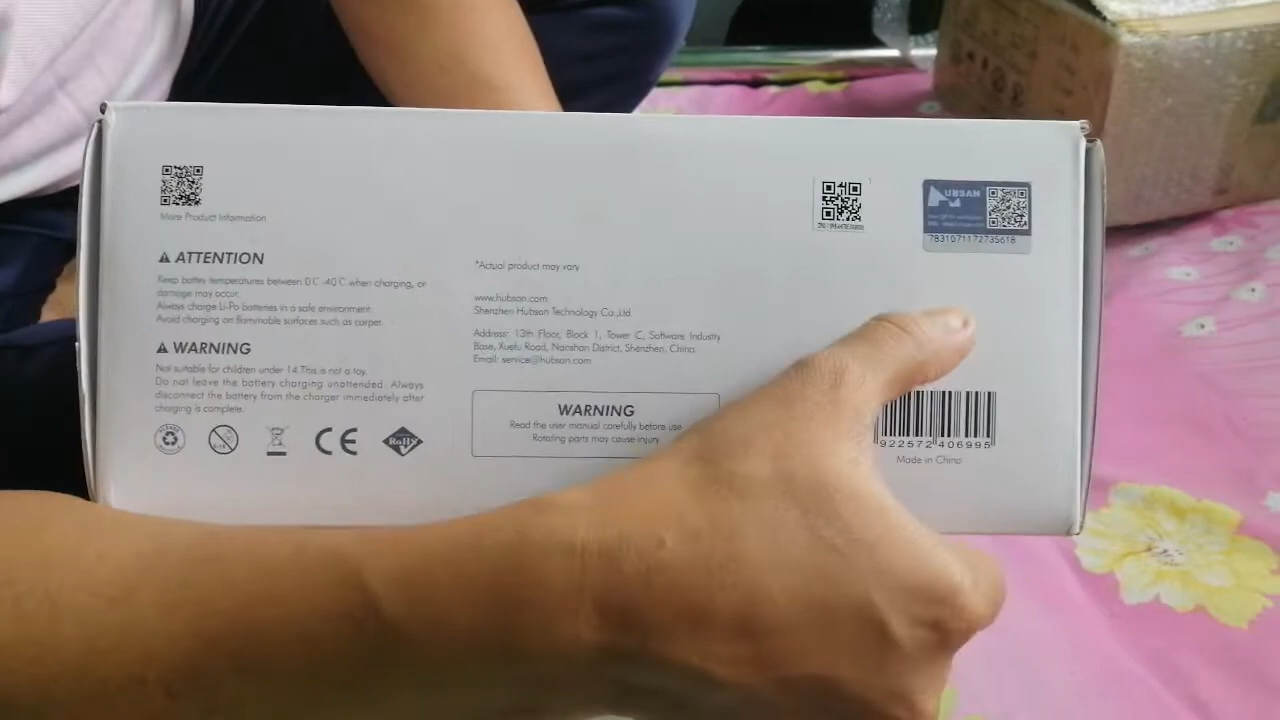 More Product Information
ATTENTION
Keep battey temperatures between 0°C -40°C when charging, or
damage may occur.
Always charge Li-Po batteries in a safe environment.
Avoid charging on flammable surfaces such as carpet.
WARNING
Not suitable for children under 14.This is not a toy.
Do not leave the battery charging unattended. Always
disconnect the battery from the charger immediately after
charging is complete.
CE
RoHS
*Actual product may vary
www.hubsan.com
Shenzhen Hubsan Technology Co.,Ltd
Address: 13th Floor, Block 1, Tower C, Software Industry
Base, Xuefu Road, Nanshan District, Shenzhen, China.
Email: service@hubsan.com
WARNING
Read the user manual carefully before use.
Rotating parts may cause injury
HUBSAN
7831071172735618
922572 406995
Made in China